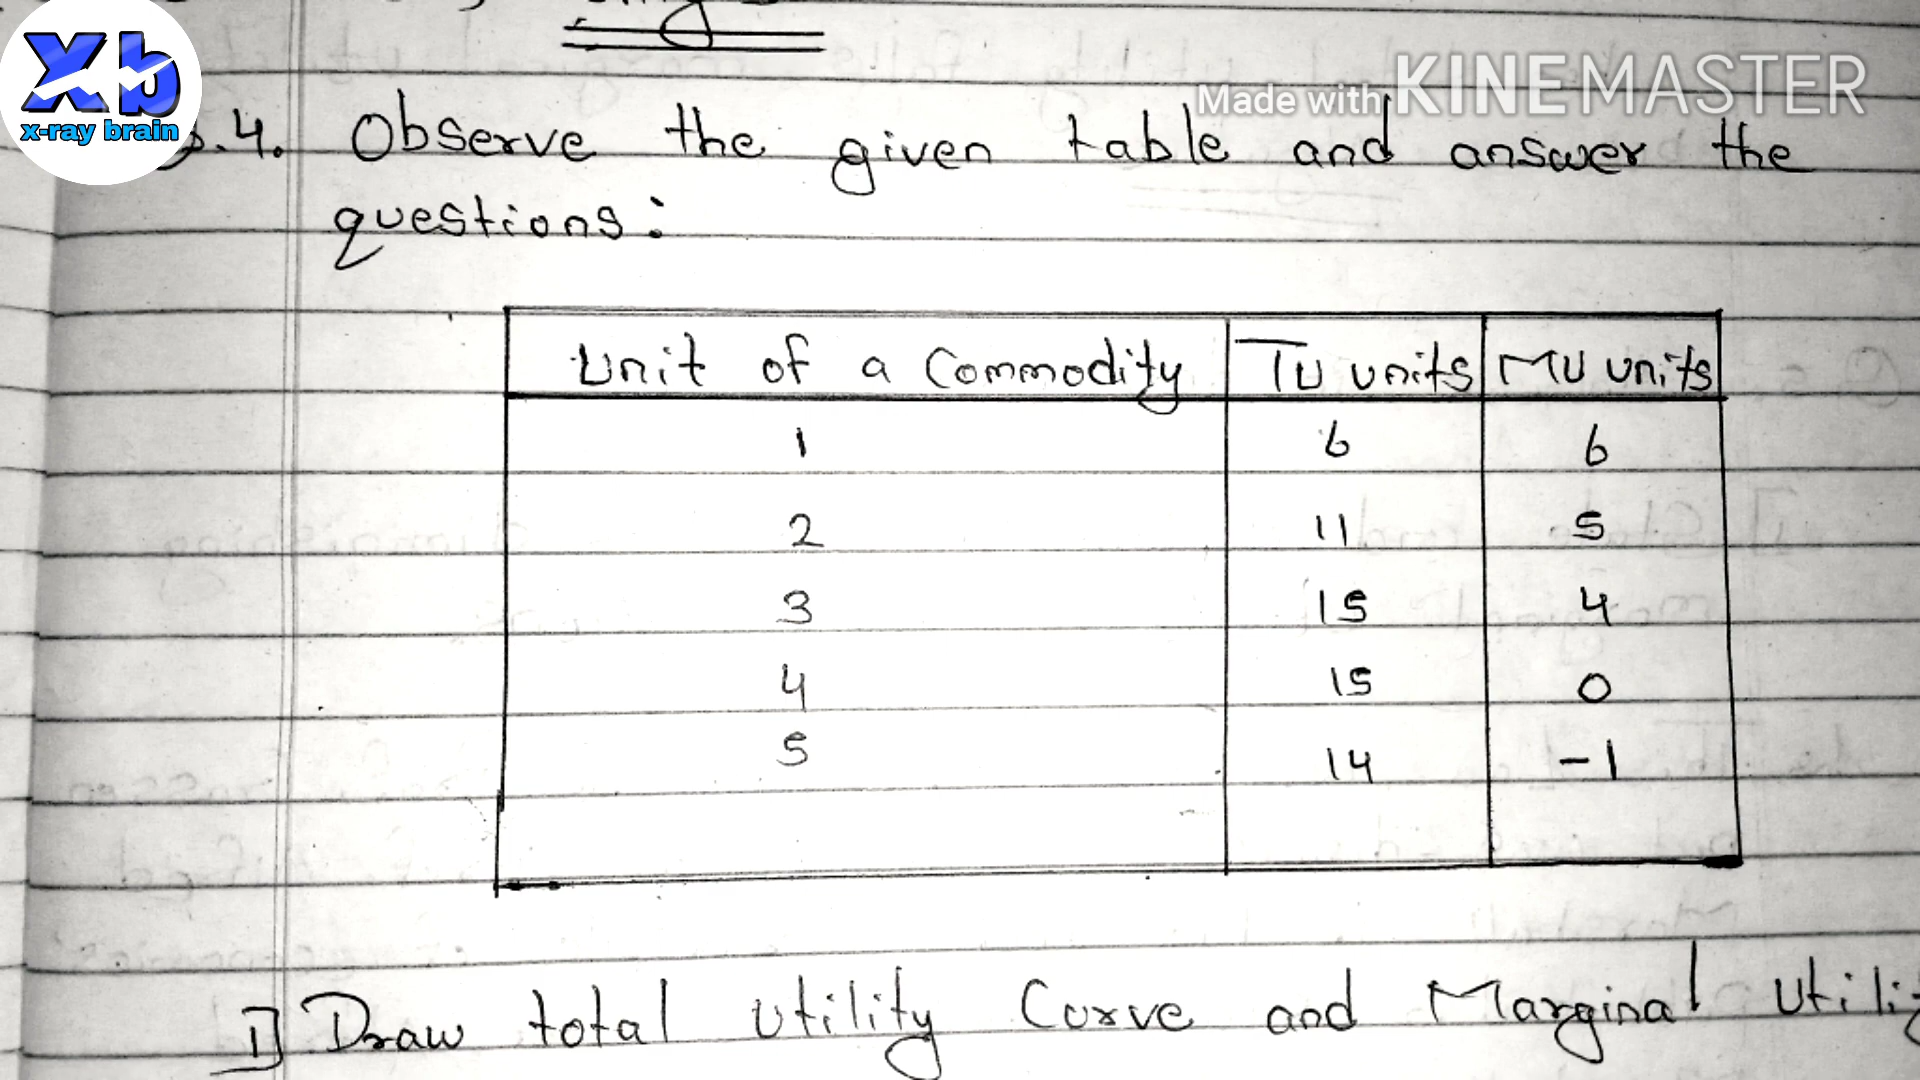 Xb
x-ray brain
Made with KINEMASTER
.4. Observe the given table and answer the
questions:
Unit of a Commodity TU units MU units
1 6 6
2 11 5
3 15 4
4 15 0
5 14 -1
1] Draw total utility Curve and Marginal